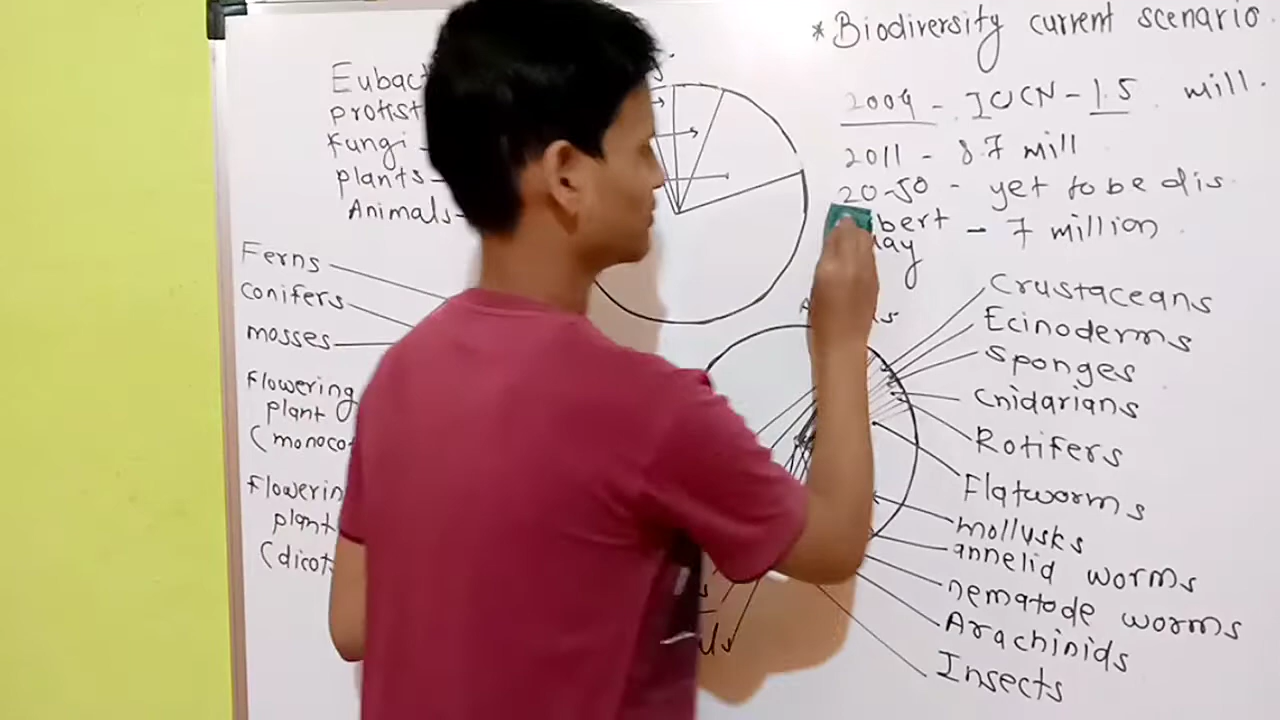 * Biodiversity current scenario
2004 - IUCN - 1.5 mill.
2011 - 8.7 mill
20-50 - yet to be dis
bert
may - 7 million
Eubact
protist
Fungi
plants
Animals
Ferns
conifers
mosses
Flowering
plant
(monoco
Flowerin
plant
(dicot
Crustaceans
Ecinoderms
Sponges
Cnidarians
Rotifers
Flatworms
mollusks
annelid worms
nematode worms
Arachinids
Insects